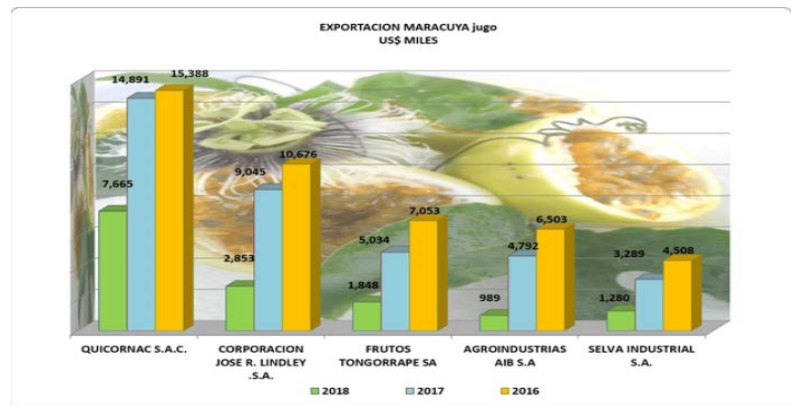 EXPORTACION MARACUYA jugo
US$ MILES
14,891
15,388
7,665
9,045
10,676
2,853
5,034
7,053
1,848
4,792
6,503
989
3,289
4,508
1,280
QUICORNAC S.A.C.
CORPORACION
JOSE R. LINDLEY
.S.A.
FRUTOS
TONGORRAPE SA
AGROINDUSTRIAS
AIB S.A
SELVA INDUSTRIAL
S.A.
2018 2017 2016